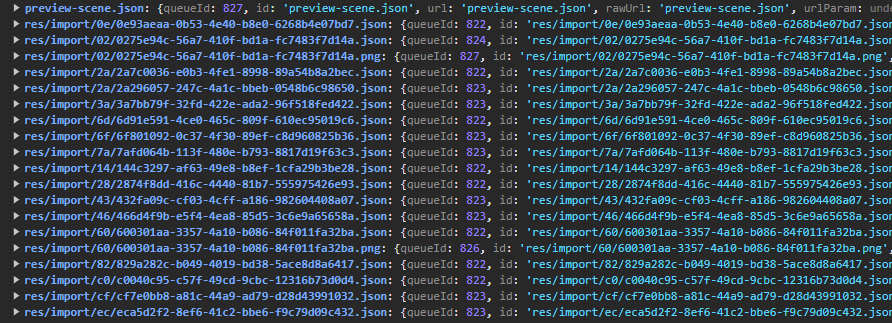 ▶ preview-scene.json: {queueId: 827, id: 'preview-scene.json', url: 'preview-scene.json', rawUrl: 'preview-scene.json', urlParam: unde
▶ res/import/0e/0e93aeaa-0b53-4e40-b8e0-6268b4e07bd7.json: {queueId: 822, id: 'res/import/0e/0e93aeaa-0b53-4e40-b8e0-6268b4e07bd7.json
▶ res/import/02/0275e94c-56a7-410f-bd1a-fc7483f7d14a.json: {queueId: 824, id: 'res/import/02/0275e94c-56a7-410f-bd1a-fc7483f7d14a.json
▶ res/import/02/0275e94c-56a7-410f-bd1a-fc7483f7d14a.png: {queueId: 827, id: 'res/import/02/0275e94c-56a7-410f-bd1a-fc7483f7d14a.png',
▶ res/import/2a/2a7c0036-e0b3-4fe1-8998-89a54b8a2bec.json: {queueId: 822, id: 'res/import/2a/2a7c0036-e0b3-4fe1-8998-89a54b8a2bec.json
▶ res/import/2a/2a296057-247c-4a1c-bbeb-0548b6c98650.json: {queueId: 823, id: 'res/import/2a/2a296057-247c-4a1c-bbeb-0548b6c98650.json
▶ res/import/3a/3a7bb79f-32fd-422e-ada2-96f518fed422.json: {queueId: 823, id: 'res/import/3a/3a7bb79f-32fd-422e-ada2-96f518fed422.json
▶ res/import/6d/6d91e591-4ce0-465c-809f-610ec95019c6.json: {queueId: 823, id: 'res/import/6d/6d91e591-4ce0-465c-809f-610ec95019c6.json
▶ res/import/6f/6f801092-0c37-4f30-89ef-c8d960825b36.json: {queueId: 823, id: 'res/import/6f/6f801092-0c37-4f30-89ef-c8d960825b36.json
▶ res/import/7a/7afd064b-113f-480e-b793-8817d19f63c3.json: {queueId: 823, id: 'res/import/7a/7afd064b-113f-480e-b793-8817d19f63c3.json
▶ res/import/14/144c3297-af63-49e8-b8ef-1cfa29b3be28.json: {queueId: 822, id: 'res/import/14/144c3297-af63-49e8-b8ef-1cfa29b3be28.json
▶ res/import/28/2874f8dd-416c-4440-81b7-555975426e93.json: {queueId: 822, id: 'res/import/28/2874f8dd-416c-4440-81b7-555975426e93.json
▶ res/import/43/432fa09c-cf03-4cff-a186-982604408a07.json: {queueId: 823, id: 'res/import/43/432fa09c-cf03-4cff-a186-982604408a07.json
▶ res/import/46/466d4f9b-e5f4-4ea8-85d5-3c6e9a65658a.json: {queueId: 823, id: 'res/import/46/466d4f9b-e5f4-4ea8-85d5-3c6e9a65658a.json
▶ res/import/60/600301aa-3357-4a10-b086-84f011fa32ba.json: {queueId: 822, id: 'res/import/60/600301aa-3357-4a10-b086-84f011fa32ba.json
▶ res/import/60/600301aa-3357-4a10-b086-84f011fa32ba.png: {queueId: 826, id: 'res/import/60/600301aa-3357-4a10-b086-84f011fa32ba.png',
▶ res/import/82/829a282c-b049-4019-bd38-5ace8d8a6417.json: {queueId: 822, id: 'res/import/82/829a282c-b049-4019-bd38-5ace8d8a6417.json
▶ res/import/c0/c0040c95-c57f-49cd-9cbc-12316b73d0d4.json: {queueId: 822, id: 'res/import/c0/c0040c95-c57f-49cd-9cbc-12316b73d0d4.json
▶ res/import/cf/cf7e0bb8-a81c-44a9-ad79-d28d43991032.json: {queueId: 823, id: 'res/import/cf/cf7e0bb8-a81c-44a9-ad79-d28d43991032.json
▶ res/import/ec/eca5d2f2-8ef6-41c2-bbe6-f9c79d09c432.json: {queueId: 823, id: 'res/import/ec/eca5d2f2-8ef6-41c2-bbe6-f9c79d09c432.json